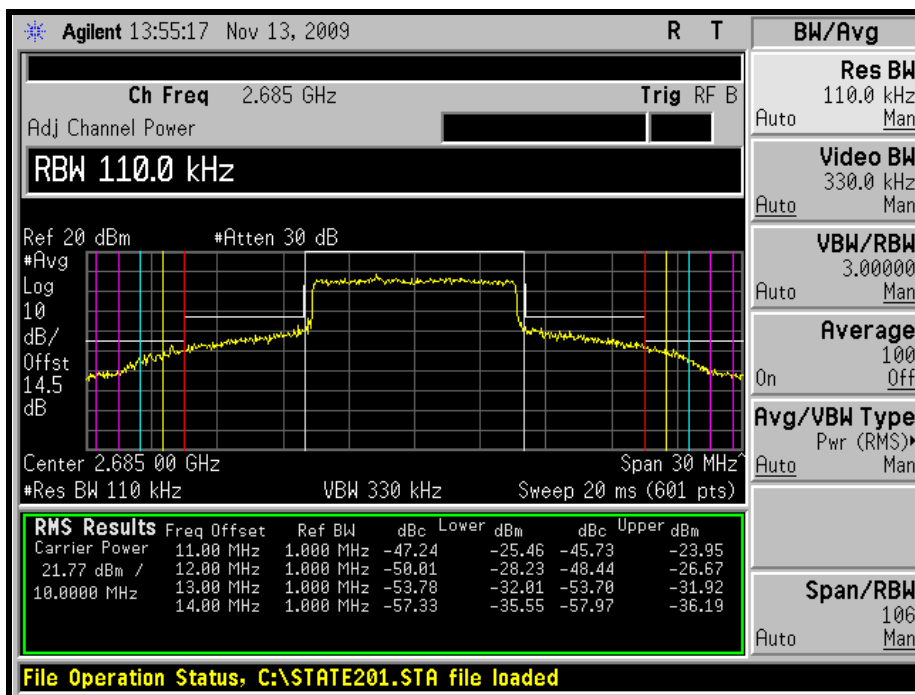 Agilent 13:55:17 Nov 13, 2009 R T
Ch Freq 2.685 GHz Trig RF B
Adj Channel Power
RBW 110.0 kHz
Ref 20 dBm #Atten 30 dB
#Avg
Log
10
dB/
Offst
14.5
dB
Center 2.685 00 GHz Span 30 MHz^
#Res BW 110 kHz VBW 330 kHz Sweep 20 ms (601 pts)
RMS Results Freq Offset Ref BW dBc Lower dBm dBc Upper dBm
Carrier Power 11.00 MHz 1.000 MHz -47.24 -25.46 -45.73 -23.95
21.77 dBm / 12.00 MHz 1.000 MHz -50.01 -28.23 -48.44 -26.67
10.0000 MHz 13.00 MHz 1.000 MHz -53.78 -32.01 -53.70 -31.92
14.00 MHz 1.000 MHz -57.33 -35.55 -57.97 -36.19
File Operation Status, C:\STATE201.STA file loaded
BW/Avg
Res BW
110.0 kHz
Auto Man
Video BW
330.0 kHz
Auto Man
VBW/RBW
3.00000
Auto Man
Average
100
On Off
Avg/VBW Type
Pwr (RMS)▸
Auto Man
Span/RBW
106
Auto Man